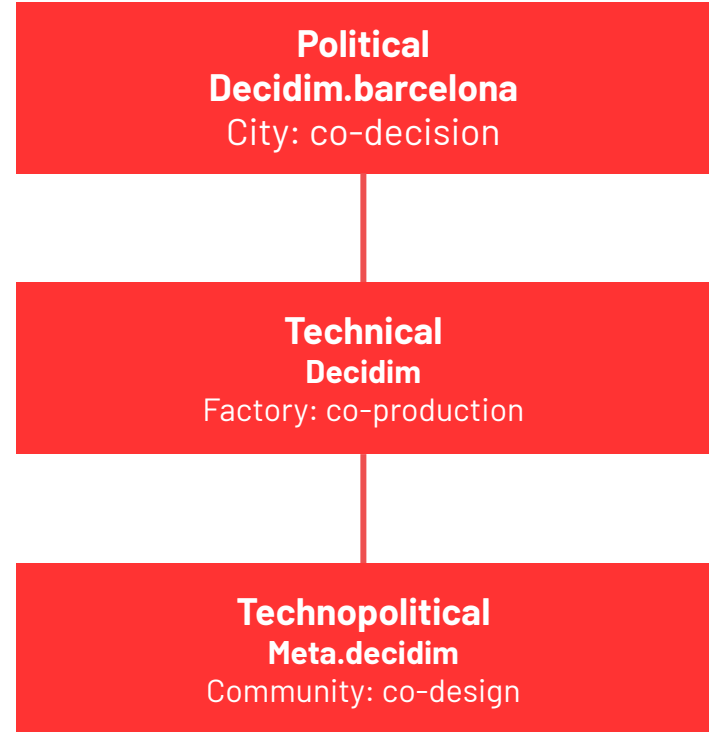 Political
Decidim.barcelona
City: co-decision
Technical
Decidim
Factory: co-production
Technopolitical
Meta.decidim
Community: co-design